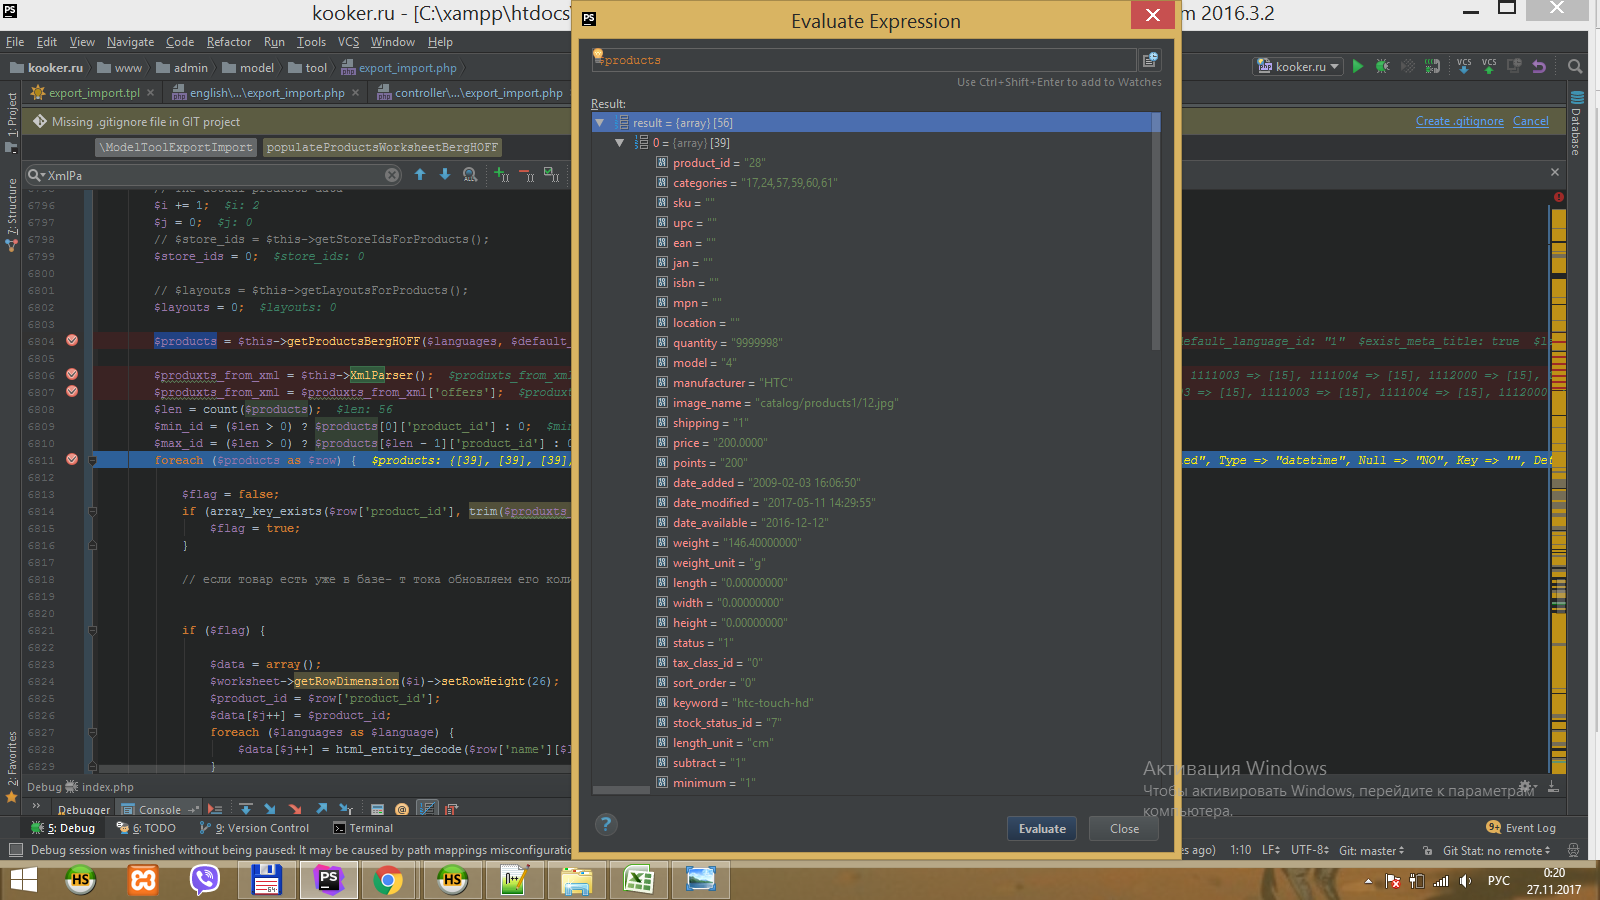 kooker.ru - [C:\xampp\htdocs\
Evaluate Expression
m 2016.3.2
File Edit View Navigate Code Refactor Run Tools VCS Window Help
$products
kooker.ru www admin model tool export_import.php
kooker.ru
VCS VCS
Use Ctrl+Shift+Enter to add to Watches
export_import.tpl english\...\export_import.php controller\...\export_import.php
Result:
Missing .gitignore file in GIT project
Create .gitignore Cancel
\ModelToolExportImport populateProductsWorksheetBergHOFF
XmlPa
1: Project
7: Structure
2: Favorites
Database
result = {array} [56]
0 = {array} [39]
product_id = "28"
categories = "17,24,57,59,60,61"
sku = ""
upc = ""
ean = ""
jan = ""
isbn = ""
mpn = ""
location = ""
quantity = "9999998"
model = "4"
manufacturer = "HTC"
image_name = "catalog/products1/12.jpg"
shipping = "1"
price = "200.0000"
points = "200"
date_added = "2009-02-03 16:06:50"
date_modified = "2017-05-11 14:29:55"
date_available = "2016-12-12"
weight = "146.40000000"
weight_unit = "g"
length = "0.00000000"
width = "0.00000000"
height = "0.00000000"
status = "1"
tax_class_id = "0"
sort_order = "0"
keyword = "htc-touch-hd"
stock_status_id = "7"
length_unit = "cm"
subtract = "1"
minimum = "1"
Evaluate Close
// The actual products data
6796 $i += 1; $i: 2
6797 $j = 0; $j: 0
6798 // $store_ids = $this->getStoreIdsForProducts();
6799 $store_ids = 0; $store_ids: 0
6800
6801 // $layouts = $this->getLayoutsForProducts();
6802 $layouts = 0; $layouts: 0
6803
6804 $products = $this->getProductsBergHOFF($languages, $default_ default_language_id: "1" $exist_meta_title: true $l
6805
6806 $produxts_from_xml = $this->XmlParser(); $produxts_from_xml 1111003 => [15], 1111004 => [15], 1112000 => [15],
6807 $produxts_from_xml = $produxts_from_xml['offers']; $produxt 3 => [15], 1111003 => [15], 1111004 => [15], 1112000
6808 $len = count($products); $len: 56
6809 $min_id = ($len > 0) ? $products[0]['product_id'] : 0; $min
6810 $max_id = ($len > 0) ? $products[$len - 1]['product_id'] : 0
6811 foreach ($products as $row) { $products: {[39], [39], [39], ed", Type => "datetime", Null => "NO", Key => "", De
6812
6813 $flag = false;
6814 if (array_key_exists($row['product_id'], trim($produxts_
6815 $flag = true;
6816 }
6817
6818 // если товар есть уже в базе- т тока обновляем его коли
6819
6820
6821 if ($flag) {
6822
6823 $data = array();
6824 $worksheet->getRowDimension($i)->setRowHeight(26);
6825 $product_id = $row['product_id'];
6826 $data[$j++] = $product_id;
6827 foreach ($languages as $language) {
6828 $data[$j++] = html_entity_decode($row['name'][$l
6829 }
Активация Windows
Чтобы активировать Windows, перейдите к параметрам
компьютера.
Debug index.php
Debugger Console
5: Debug 6: TODO 9: Version Control Terminal
9+ Event Log
Debug session was finished without being paused: It may be caused by path mappings misconfiguratio
es ago) 1:10 LF UTF-8 Git: master Git Stat: no remote
HS HS PS
РУС
0:20
27.11.2017